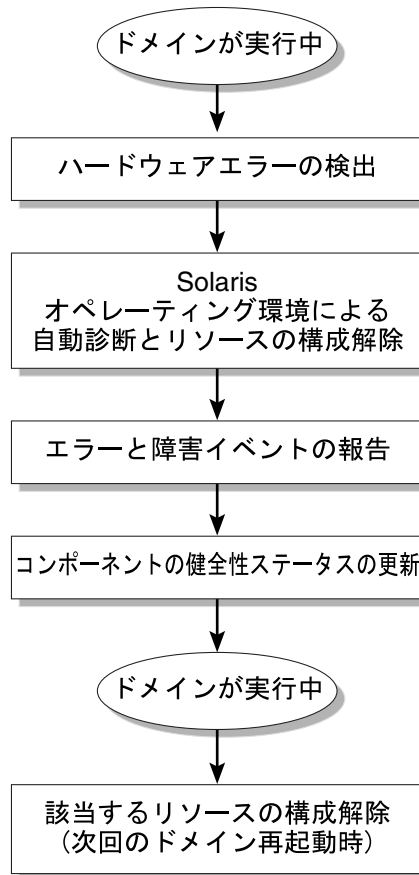 ドメインが実行中
ハードウェアエラーの検出
Solaris
オペレーティング環境による
自動診断とリソースの構成解除
エラーと障害イベントの報告
コンポーネントの健全性ステータスの更新
ドメインが実行中
該当するリソースの構成解除
（次回のドメイン再起動時）